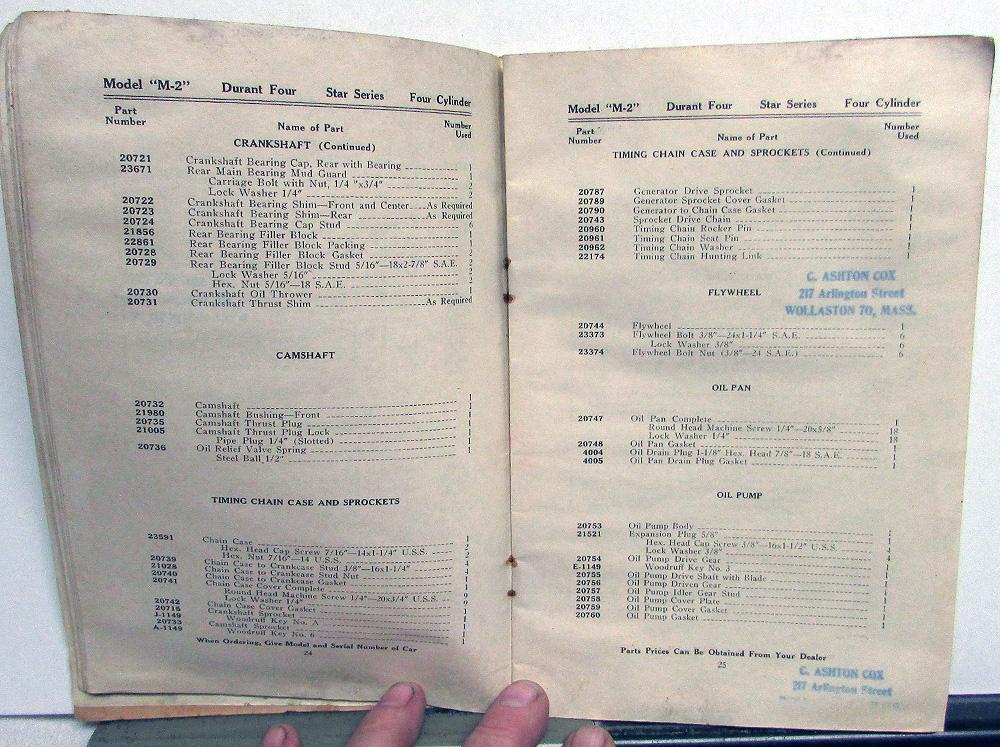 Model "M-2" Durant Four Star Series Four Cylinder
Part Number Name of Part Number Used
CRANKSHAFT (Continued)
20721 Crankshaft Bearing Cap, Rear with Bearing 1
23671 Rear Main Bearing Mud Guard 1
Carriage Bolt with Nut, 1/4 "x3/4" 2
Lock Washer 1/4" 2
20722 Crankshaft Bearing Shim—Front and Center As Required
20723 Crankshaft Bearing Shim—Rear As Required
20724 Crankshaft Bearing Cap Stud 6
21856 Rear Bearing Filler Block 1
22861 Rear Bearing Filler Block Packing
20728 Rear Bearing Filler Block Gasket
20729 Rear Bearing Filler Block Stud 5/16"—18x2-7/8" S.A.E. 2
Lock Washer 5/16" 2
Hex. Nut 5/16"—18 S.A.E. 2
20730 Crankshaft Oil Thrower 1
20731 Crankshaft Thrust Shim As Required
CAMSHAFT
20732 Camshaft 1
21980 Camshaft Bushing—Front 1
20735 Camshaft Thrust Plug 1
21005 Camshaft Thrust Plug Lock 1
Pipe Plug 1/4" (Slotted) 1
20736 Oil Relief Valve Spring 1
Steel Ball 1/2" 1
TIMING CHAIN CASE AND SPROCKETS
23591 Chain Case 1
Hex. Head Cap Screw 7/16"—14x1-1/4" U.S.S. 2
Hex. Nut 7/16"—14 U.S.S. 2
20739 Chain Case to Crankcase Stud 3/8"—16x1-1/4" 4
21028 Chain Case to Crankcase Stud Nut 4
20740 Chain Case to Crankcase Gasket 1
20741 Chain Case Cover Complete 1
Round Head Machine Screw 1/4"—20x3/4" U.S.S. 9
Lock Washer 1/4" 9
20742 Chain Case Cover Gasket 1
20716 Crankshaft Sprocket 1
J-1149 Woodruff Key No. A 1
20733 Camshaft Sprocket 1
A-1149 Woodruff Key No. 6 1
When Ordering, Give Model and Serial Number of Car
24
Model "M-2" Durant Four Star Series Four Cylinder
Part Number Name of Part Number Used
TIMING CHAIN CASE AND SPROCKETS (Continued)
20787 Generator Drive Sprocket 1
20789 Generator Sprocket Cover Gasket 1
20790 Generator to Chain Case Gasket 1
20743 Sprocket Drive Chain 1
20960 Timing Chain Rocker Pin
20961 Timing Chain Seat Pin
20962 Timing Chain Washer
22174 Timing Chain Hunting Link 1
C. ASHTON COX
217 Arlington Street
WOLLASTON 70, MASS.
FLYWHEEL
20744 Flywheel 1
23373 Flywheel Bolt 3/8"—24x1-1/4" S.A.E. 6
Lock Washer 3/8" 6
23374 Flywheel Bolt Nut (3/8"—24 S.A.E.) 6
OIL PAN
20747 Oil Pan Complete 1
Round Head Machine Screw 1/4"—20x5/8" 18
Lock Washer 1/4" 18
20748 Oil Pan Gasket 1
4004 Oil Drain Plug 1-1/8" Hex. Head 7/8"—18 S.A.E. 1
4005 Oil Pan Drain Plug Gasket 1
OIL PUMP
20753 Oil Pump Body 1
21521 Expansion Plug 5/8" 1
Hex. Head Cap Screw 3/8"—16x1-1/2" U.S.S. 4
Lock Washer 3/8" 4
20754 Oil Pump Drive Gear 1
E-1149 Woodruff Key No. 3 1
20755 Oil Pump Drive Shaft with Blade 1
20756 Oil Pump Driven Gear 1
20757 Oil Pump Idler Gear Stud 1
20758 Oil Pump Cover Plate 1
20759 Oil Pump Cover Gasket 1
20760 Oil Pump Gasket 1
Parts Prices Can Be Obtained From Your Dealer
25
C. ASHTON COX
217 Arlington Street